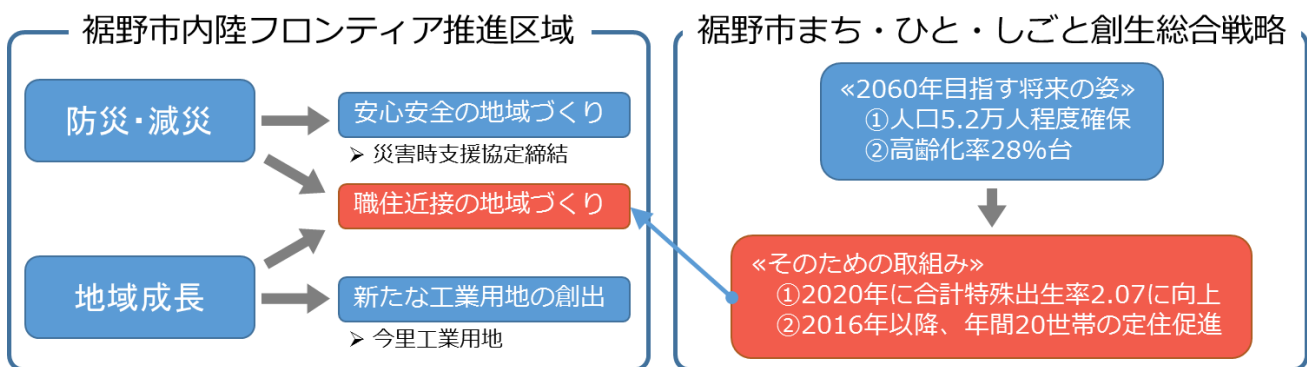 裾野市内陸フロンティア推進区域
防災・減災
安心安全の地域づくり
➢ 災害時支援協定締結
職住近接の地域づくり
地域成長
新たな工業用地の創出
➢ 今里工業用地
裾野市まち・ひと・しごと創生総合戦略
≪2060年目指す将来の姿≫
①人口5.2万人程度確保
②高齢化率28%台
≪そのための取組み≫
①2020年に合計特殊出生率2.07に向上
②2016年以降、年間20世帯の定住促進